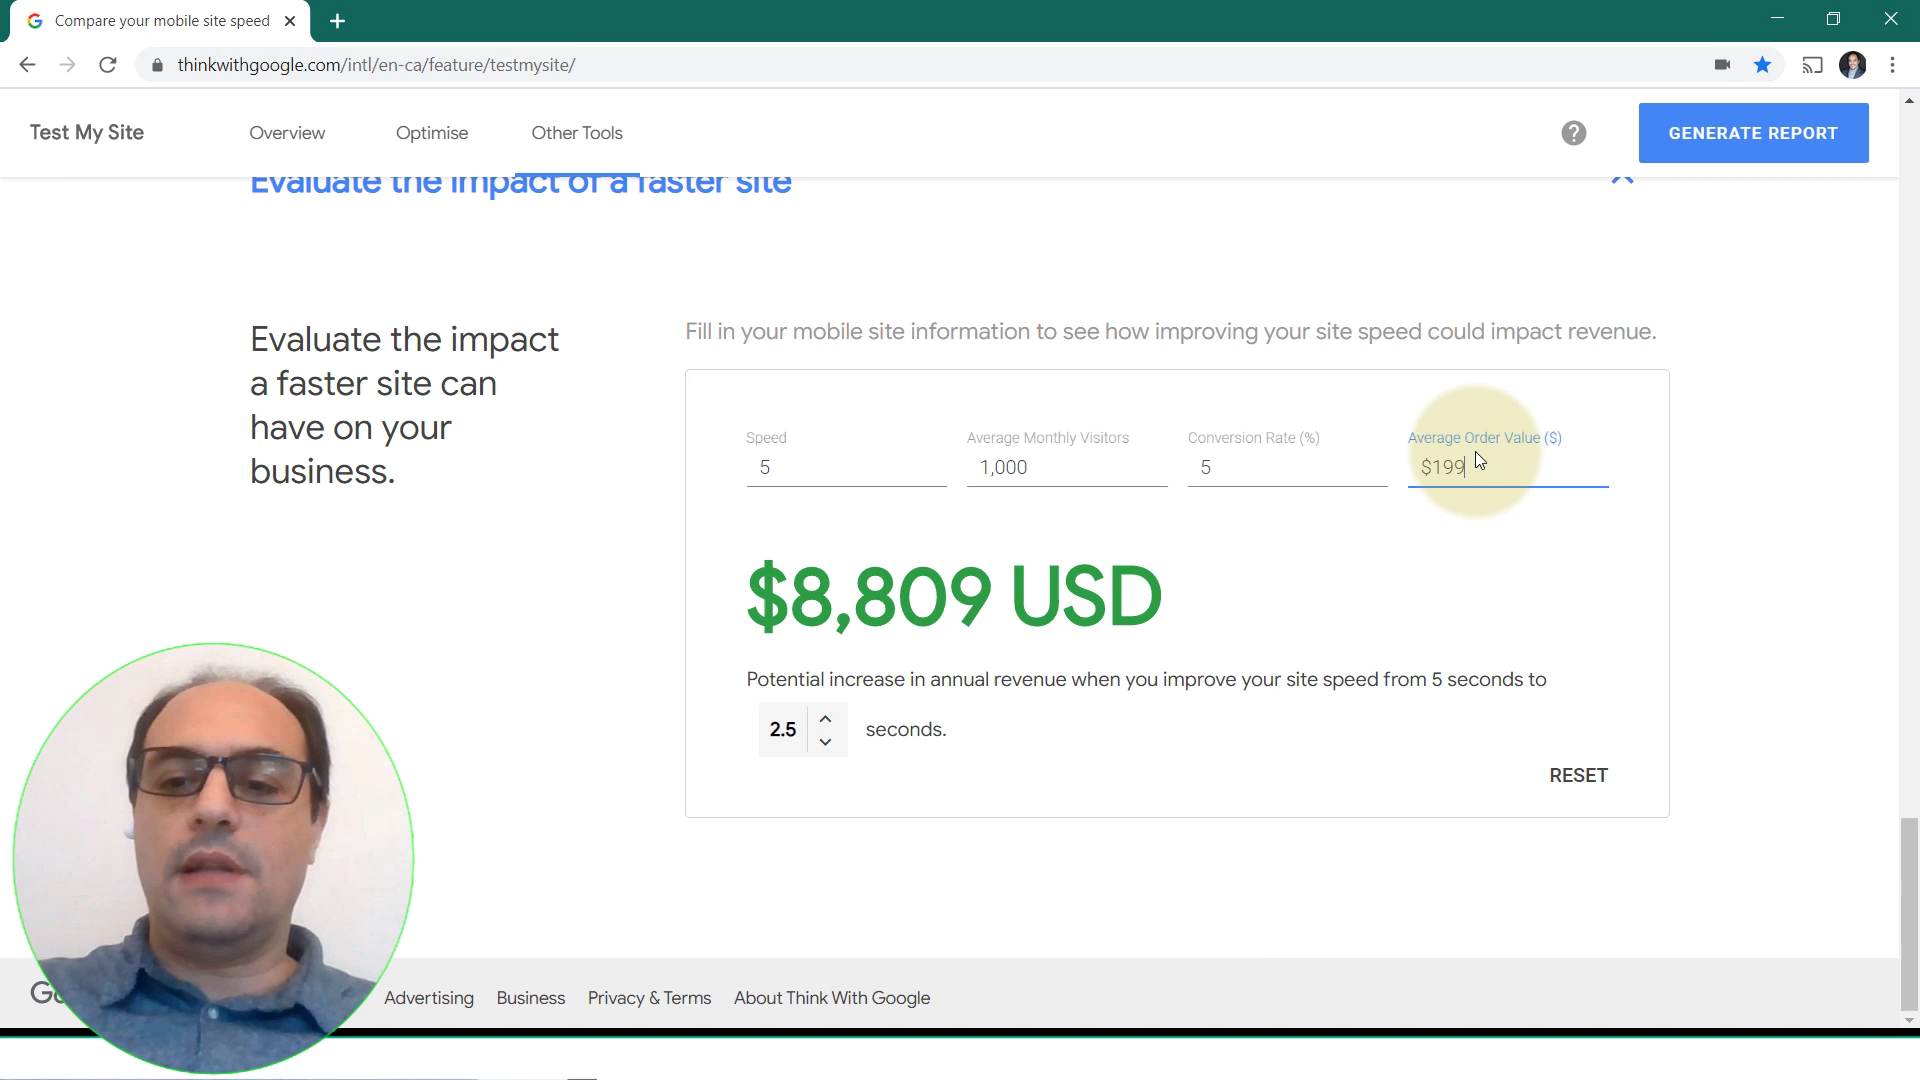 Compare your mobile site speed
thinkwithgoogle.com/intl/en-ca/feature/testmysite/
Test My Site Overview Optimise Other Tools GENERATE REPORT
Evaluate the impact of a faster site
Evaluate the impact
a faster site can
have on your
business.
Fill in your mobile site information to see how improving your site speed could impact revenue.
Speed Average Monthly Visitors Conversion Rate (%) Average Order Value ($)
5 1,000 5 $199
$8,809 USD
Potential increase in annual revenue when you improve your site speed from 5 seconds to
2.5 seconds.
RESET
Advertising Business Privacy & Terms About Think With Google